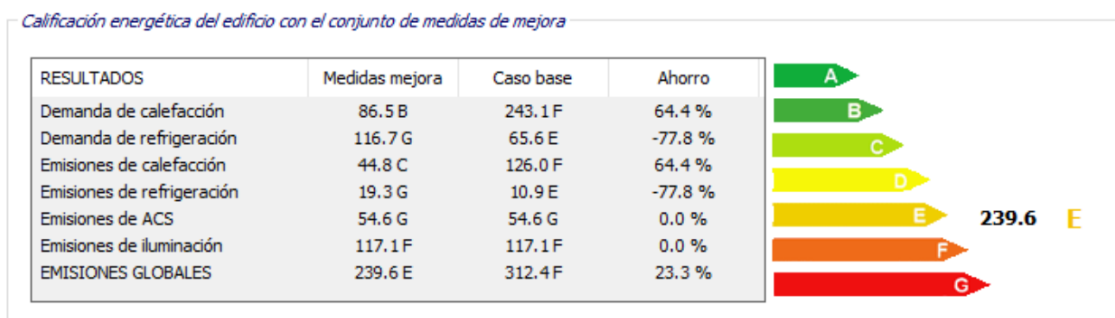 Calificación energética del edificio con el conjunto de medidas de mejora
RESULTADOS Medidas mejora Caso base Ahorro
Demanda de calefacción 86.5 B 243.1 F 64.4 %
Demanda de refrigeración 116.7 G 65.6 E -77.8 %
Emisiones de calefacción 44.8 C 126.0 F 64.4 %
Emisiones de refrigeración 19.3 G 10.9 E -77.8 %
Emisiones de ACS 54.6 G 54.6 G 0.0 %
Emisiones de iluminación 117.1 F 117.1 F 0.0 %
EMISIONES GLOBALES 239.6 E 312.4 F 23.3 %
A
B
C
D
E 239.6 E
F
G